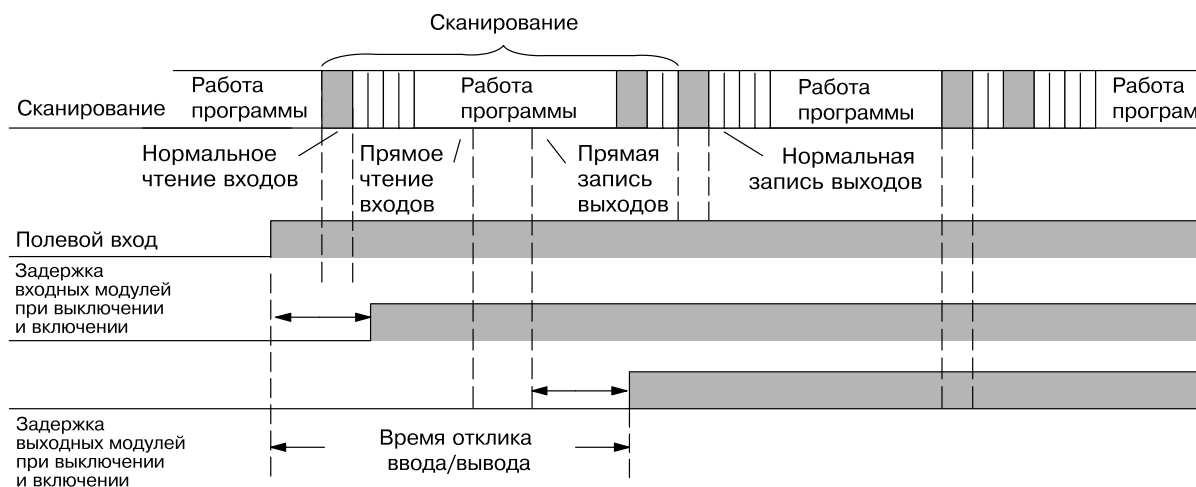 Сканирование
Сканирование
Работа
программы
Работа
программы
Работа
программы
Работа
програм
Нормальное
чтение входов
Прямое
чтение
входов
Прямая
запись
выходов
Нормальная
запись выходов
Полевой вход
Задержка
входных модулей
при выключении
и включении
Задержка
выходных модулей
при выключении
и включении
Время отклика
ввода/вывода